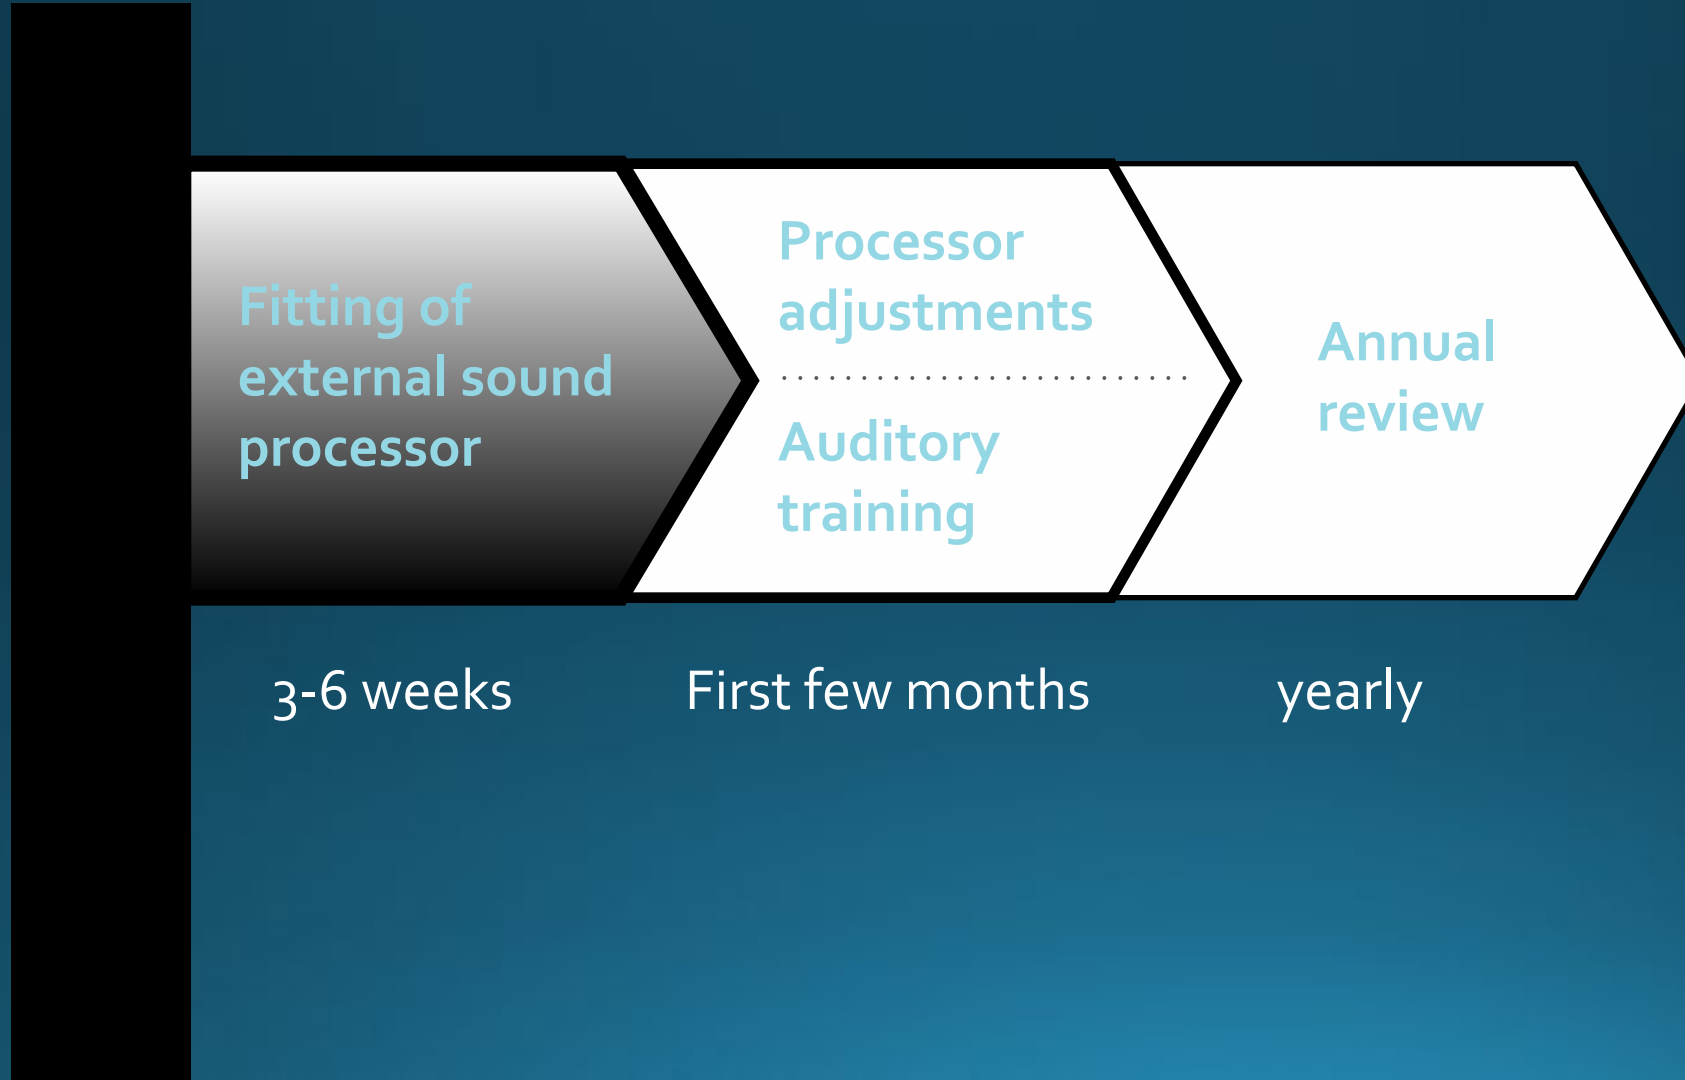 Fitting of
external sound
processor
Processor
adjustments
Auditory
training
Annual
review
3-6 weeks
First few months
yearly